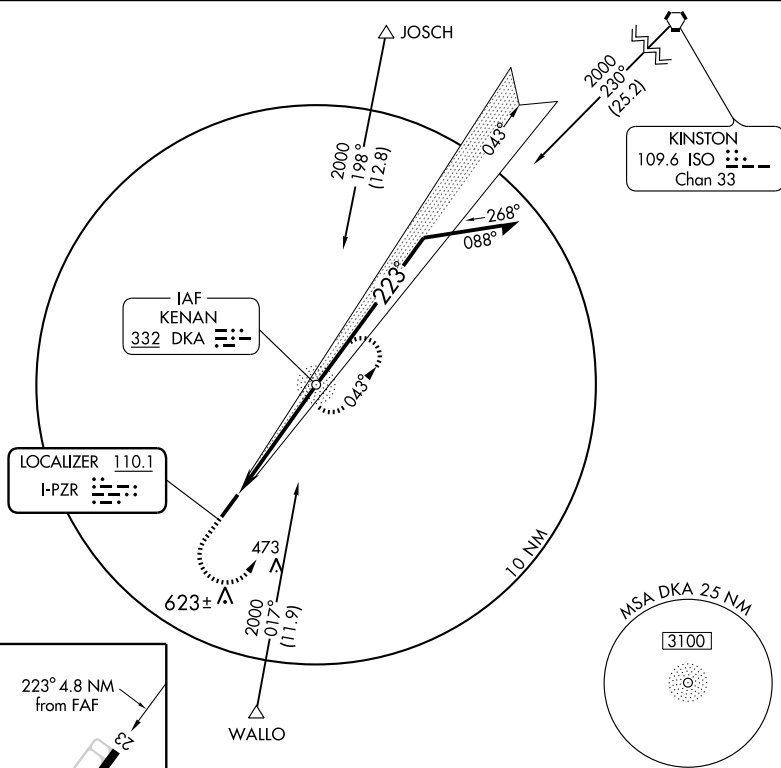 JOSCH
2000
198°
(12.8)
2000
230°
(25.2)
KINSTON
109.6 ISO
Chan 33
043°
268°
088°
223°
IAF
KENAN
332 DKA
043°
LOCALIZER 110.1
I-PZR
473
623±
2000
017°
(11.9)
10 NM
WALLO
MSA DKA 25 NM
3100
223° 4.8 NM
from FAF
23